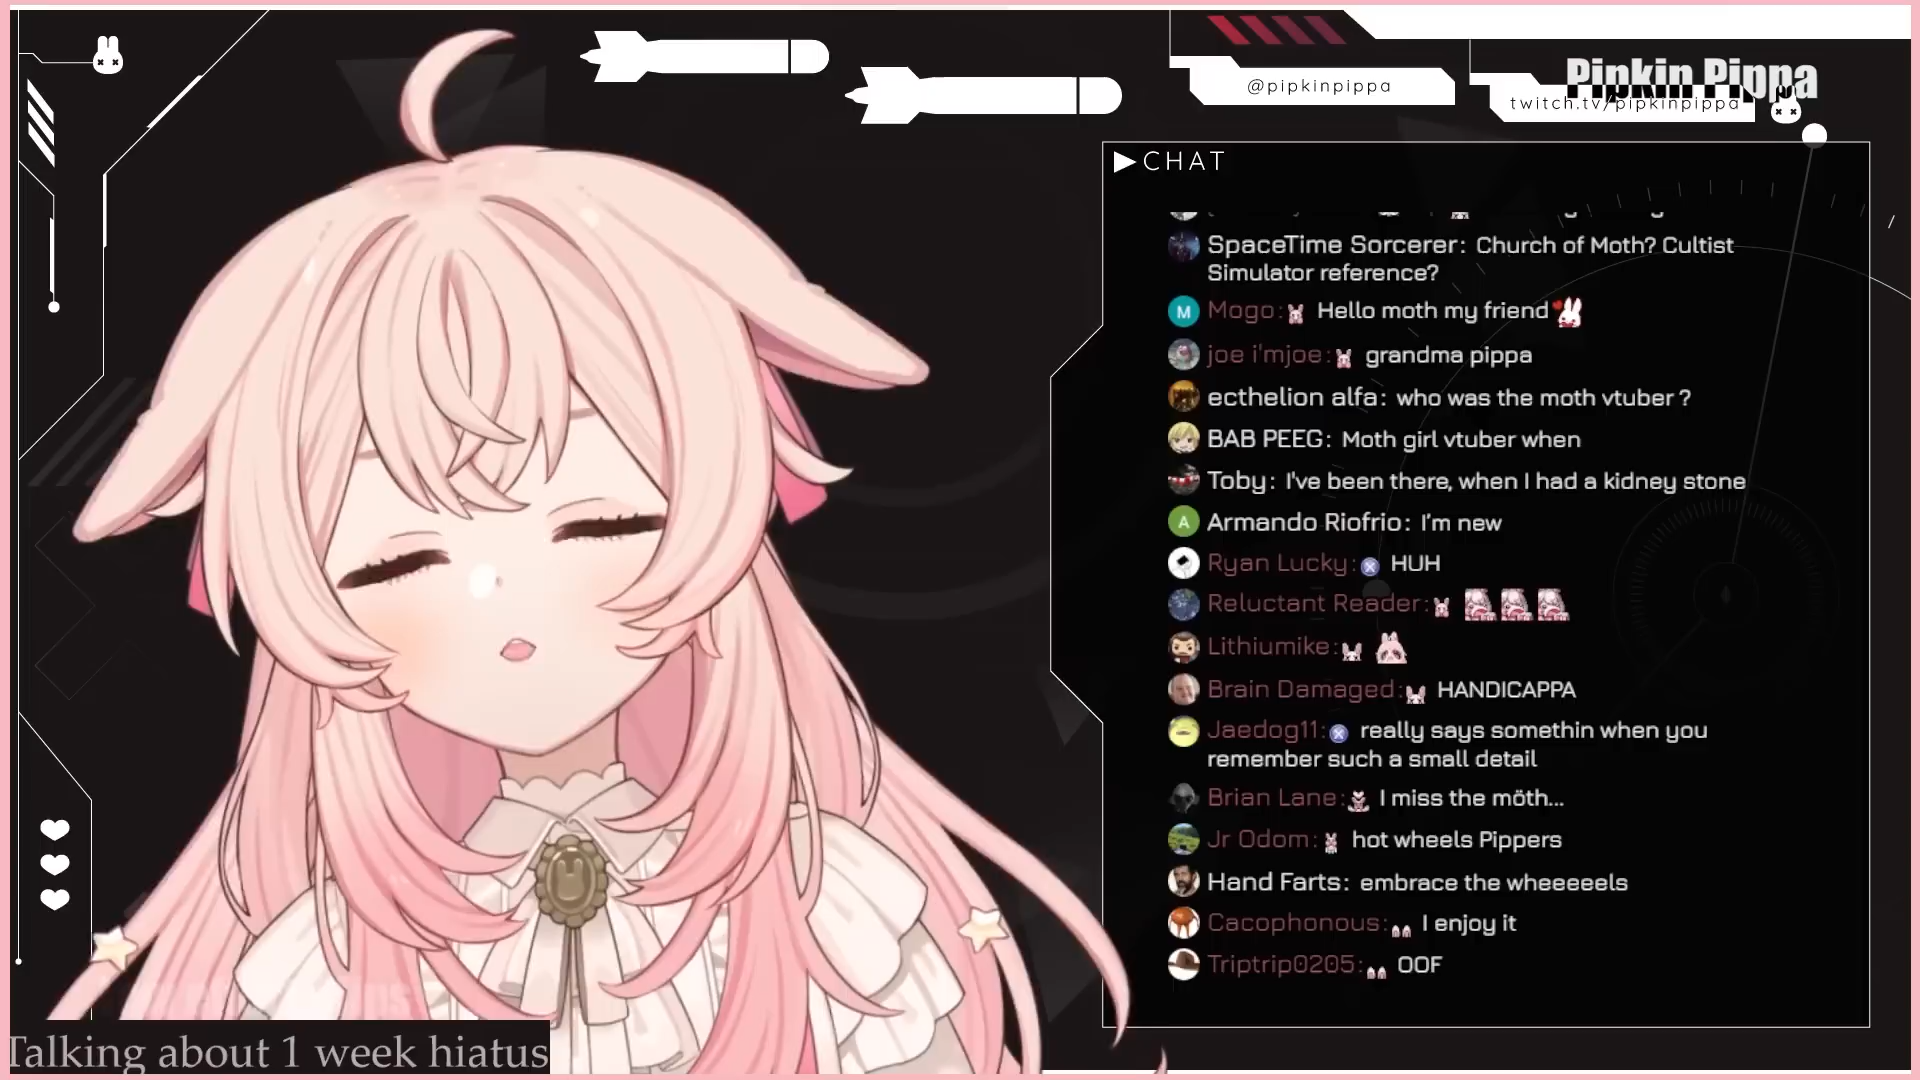 @pipkinpippa
Pipkin Pippa
twitch.tv/pipkinpippa
CHAT
SpaceTime Sorcerer: Church of Moth? Cultist
Simulator reference?
Mogo: Hello moth my friend
joe i'mjoe: grandma pippa
ecthelion alfa: who was the moth vtuber ?
BAB PEEG: Moth girl vtuber when
Toby: I've been there, when I had a kidney stone
A Armando Riofrio: I'm new
Ryan Lucky: HUH
Reluctant Reader:
Lithiumike:
Brain Damaged: HANDICAPPA
Jaedog11: really says somethin when you
remember such a small detail
Brian Lane: I miss the möth...
Jr Odom: hot wheels Pippers
Hand Farts: embrace the wheeeeels
Cacophonous: I enjoy it
Triptrip0205: OOF
Talking about 1 week hiatus